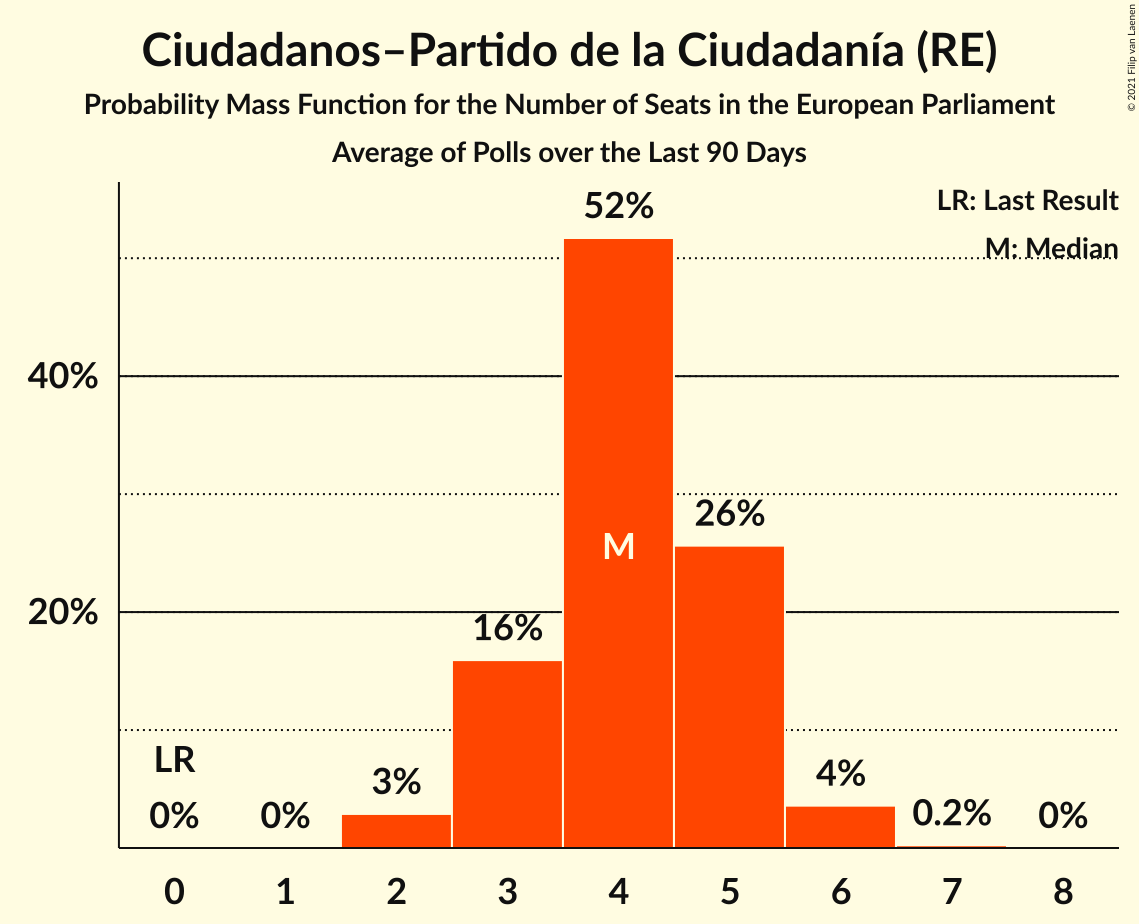 Ciudadanos–Partido de la Ciudadanía (RE)
Probability Mass Function for the Number of Seats in the European Parliament
Average of Polls over the Last 90 Days
© 2021 Filip van Laenen
LR: Last Result
M: Median
52%
40%
26%
M
20%
16%
LR
0%
0%
3%
4%
0.2%
0%
0 1 2 3 4 5 6 7 8